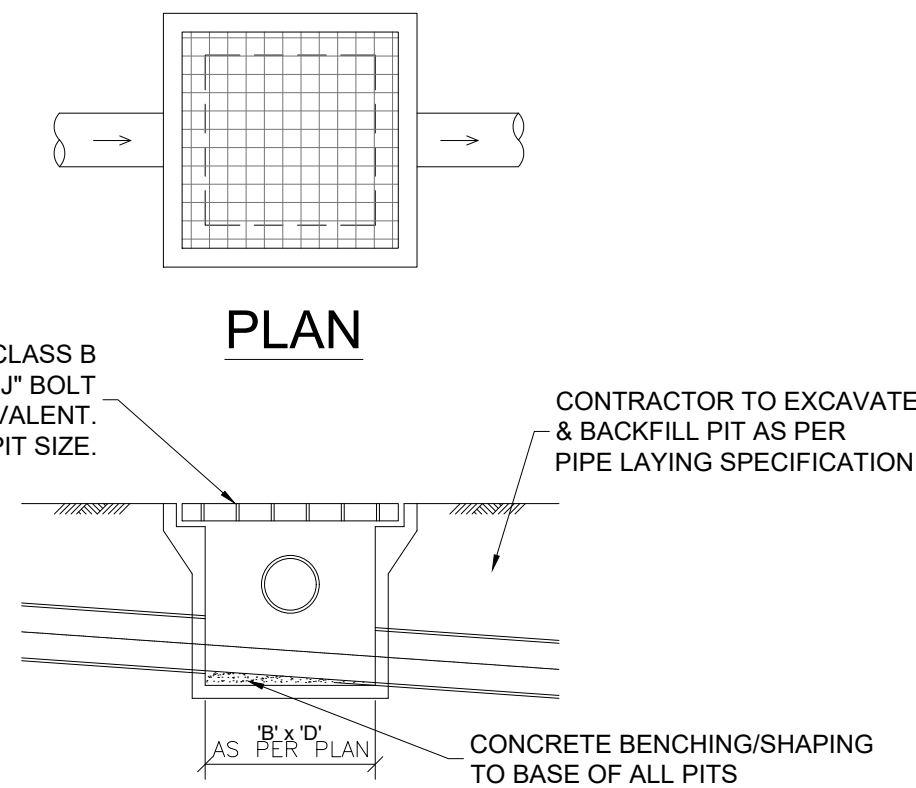 PLAN
CLASS B
J" BOLT
VALENT.
PIT SIZE.
CONTRACTOR TO EXCAVATE
& BACKFILL PIT AS PER
PIPE LAYING SPECIFICATION
'B' x 'D'
AS PER PLAN
CONCRETE BENCHING/SHAPING
TO BASE OF ALL PITS